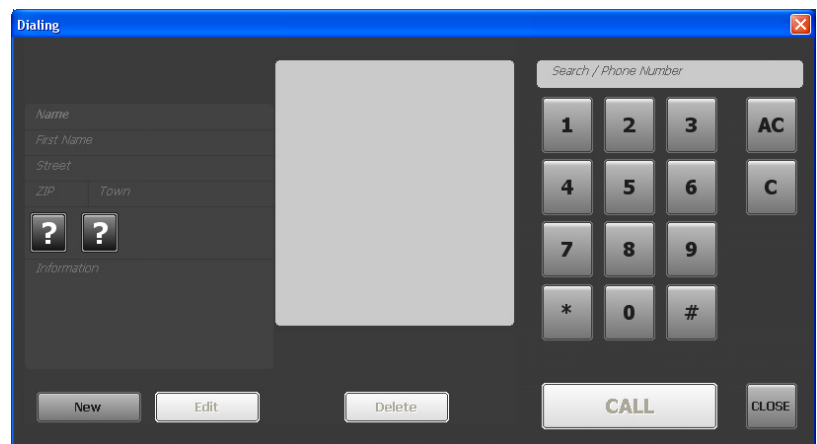 Dialing
Name
First Name
Street
ZIP Town
? ?
Information
New Edit Delete
Search / Phone Number
1 2 3 AC
4 5 6 C
7 8 9
* 0 #
CALL CLOSE